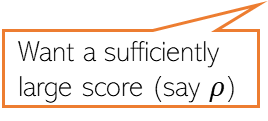 Want a sufficiently
large score (say ρ)